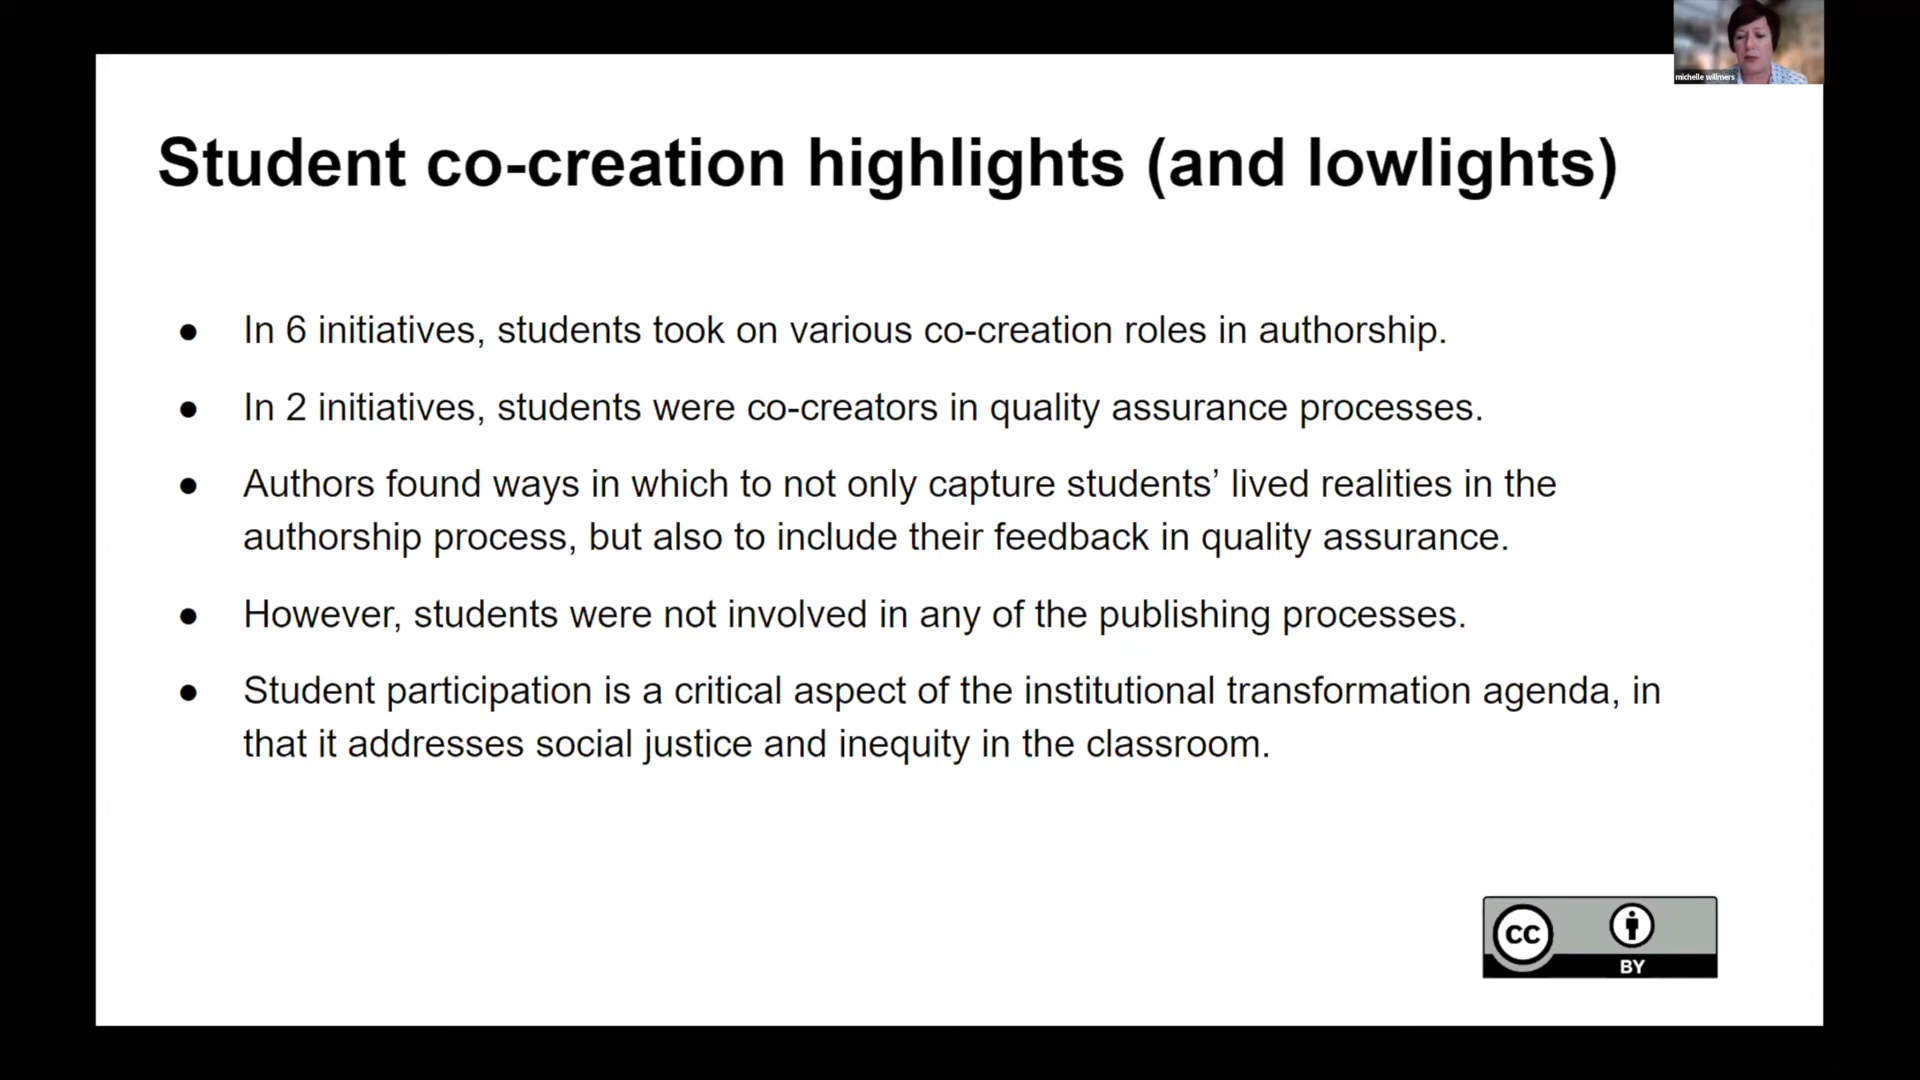 michelle willmers
Student co-creation highlights (and lowlights)
● In 6 initiatives, students took on various co-creation roles in authorship.
● In 2 initiatives, students were co-creators in quality assurance processes.
● Authors found ways in which to not only capture students’ lived realities in the
authorship process, but also to include their feedback in quality assurance.
● However, students were not involved in any of the publishing processes.
● Student participation is a critical aspect of the institutional transformation agenda, in
that it addresses social justice and inequity in the classroom.
CC
BY